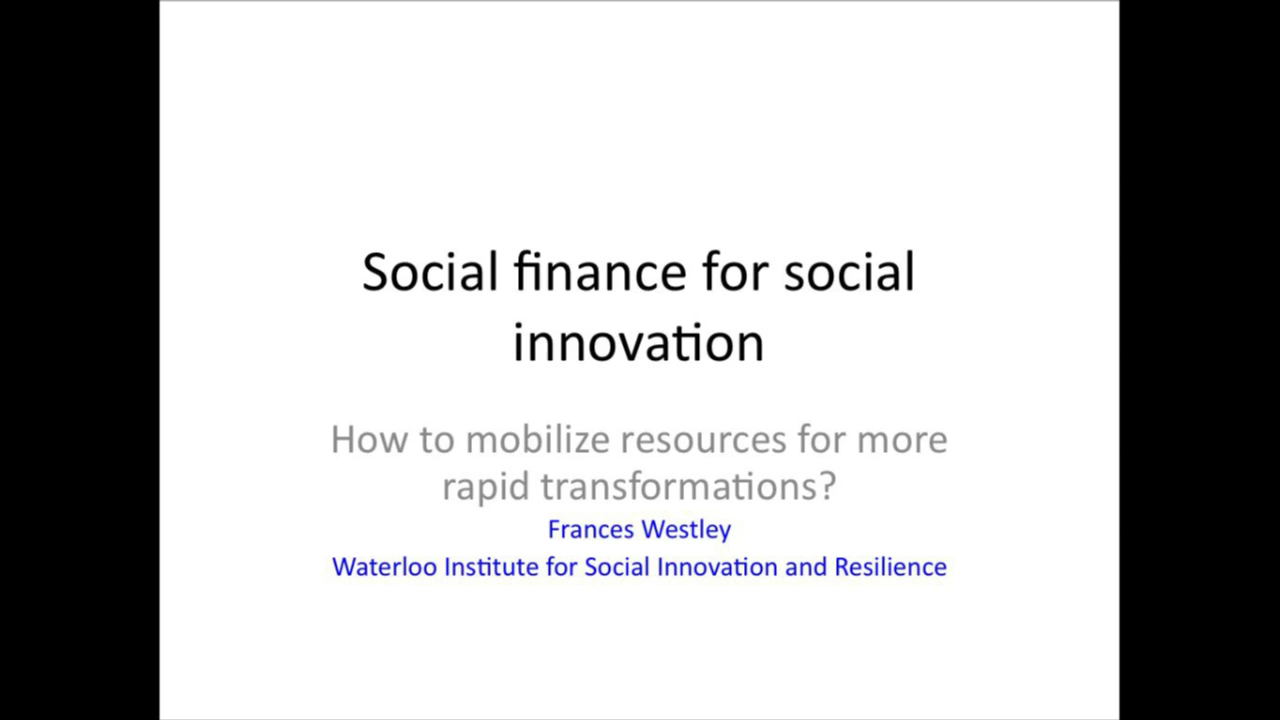 Social finance for social
innovation
How to mobilize resources for more
rapid transformations?
Frances Westley
Waterloo Institute for Social Innovation and Resilience